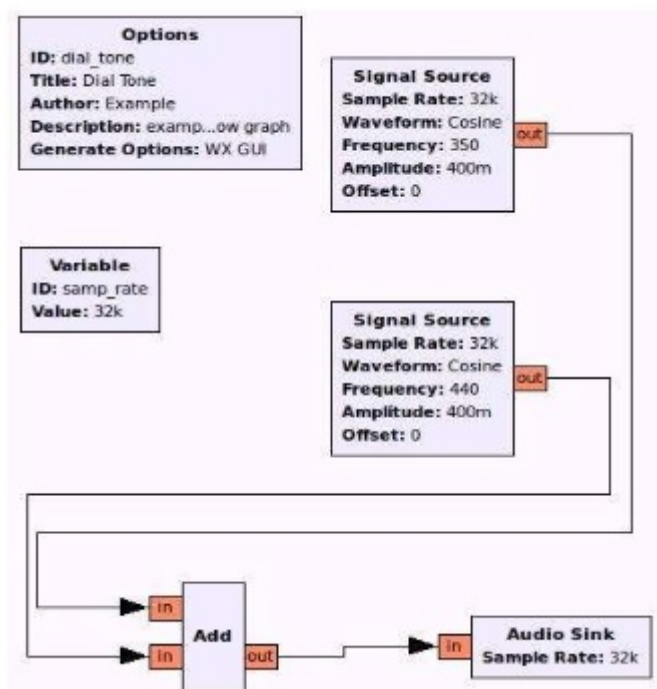 Options
ID: dial_tone
Title: Dial Tone
Author: Example
Description: examp...ow graph
Generate Options: WX GUI
Signal Source
Sample Rate: 32k
Waveform: Cosine
Frequency: 350
Amplitude: 400m
Offset: 0
out
Variable
ID: samp_rate
Value: 32k
Signal Source
Sample Rate: 32k
Waveform: Cosine
Frequency: 440
Amplitude: 400m
Offset: 0
out
in
in
Add
out
in
Audio Sink
Sample Rate: 32k